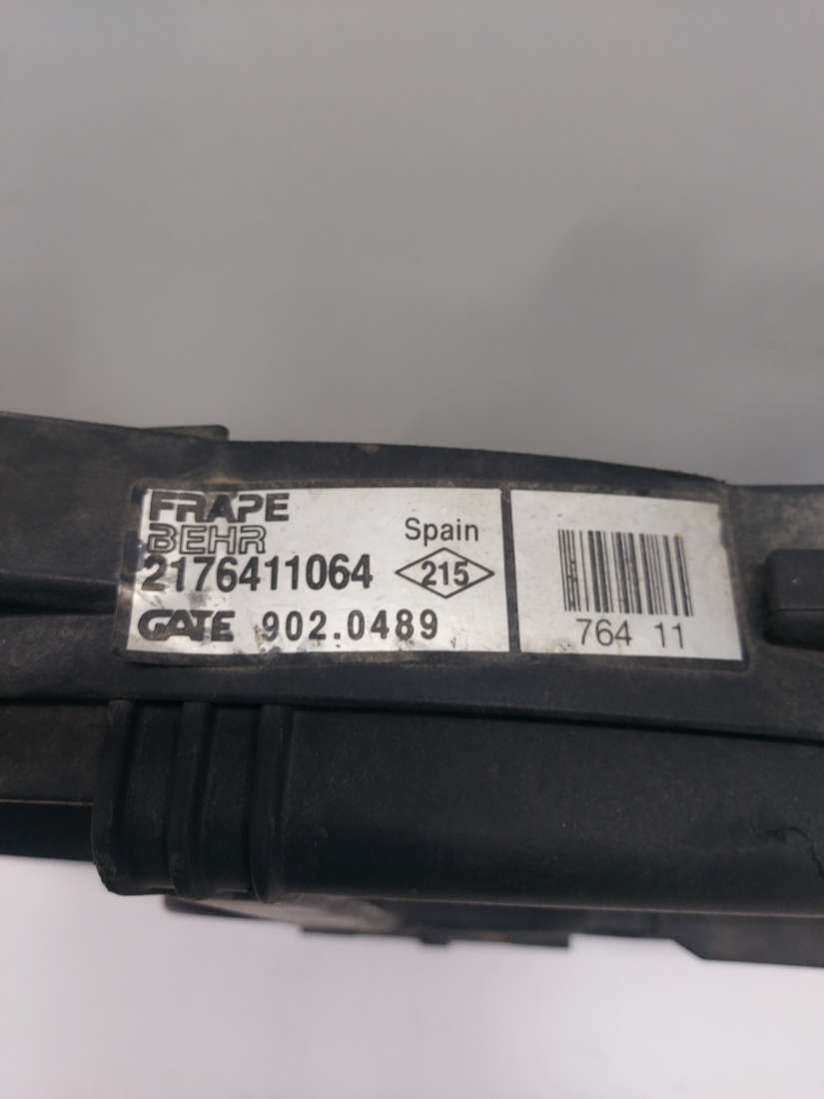 FRAPE
BEHR
Spain
2176411064
215
GATE 902.0489
764 11